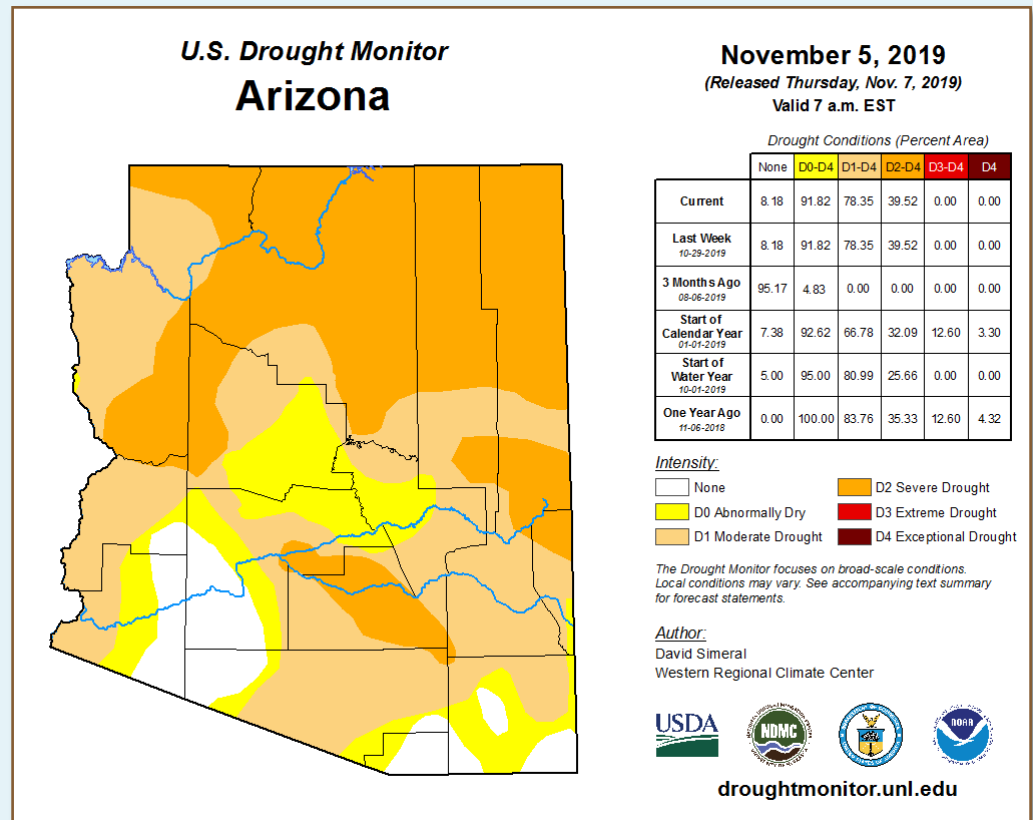 U.S. Drought Monitor
Arizona
November 5, 2019
(Released Thursday, Nov. 7, 2019)
Valid 7 a.m. EST
Drought Conditions (Percent Area)
None D0-D4 D1-D4 D2-D4 D3-D4 D4
Current 8.18 91.82 78.35 39.52 0.00 0.00
Last Week
10-29-2019 8.18 91.82 78.35 39.52 0.00 0.00
3 Months Ago
08-06-2019 95.17 4.83 0.00 0.00 0.00 0.00
Start of
Calendar Year
01-01-2019 7.38 92.62 66.78 32.09 12.60 3.30
Start of
Water Year
10-01-2019 5.00 95.00 80.99 25.66 0.00 0.00
One Year Ago
11-06-2018 0.00 100.00 83.76 35.33 12.60 4.32
Intensity:
None
D0 Abnormally Dry
D1 Moderate Drought
D2 Severe Drought
D3 Extreme Drought
D4 Exceptional Drought
The Drought Monitor focuses on broad-scale conditions.
Local conditions may vary. See accompanying text summary
for forecast statements.
Author:
David Simeral
Western Regional Climate Center
USDA
NDMC
NOAA
droughtmonitor.unl.edu